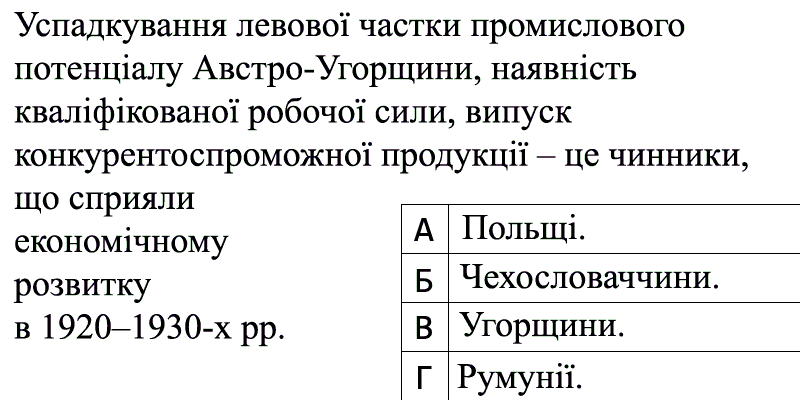 Успадкування левової частки промислового
потенціалу Австро-Угорщини, наявність
кваліфікованої робочої сили, випуск
конкурентоспроможної продукції – це чинники,
що сприяли
економічному
розвитку
в 1920–1930-х рр.
А Польщі.
Б Чехословаччини.
В Угорщини.
Г Румунії.